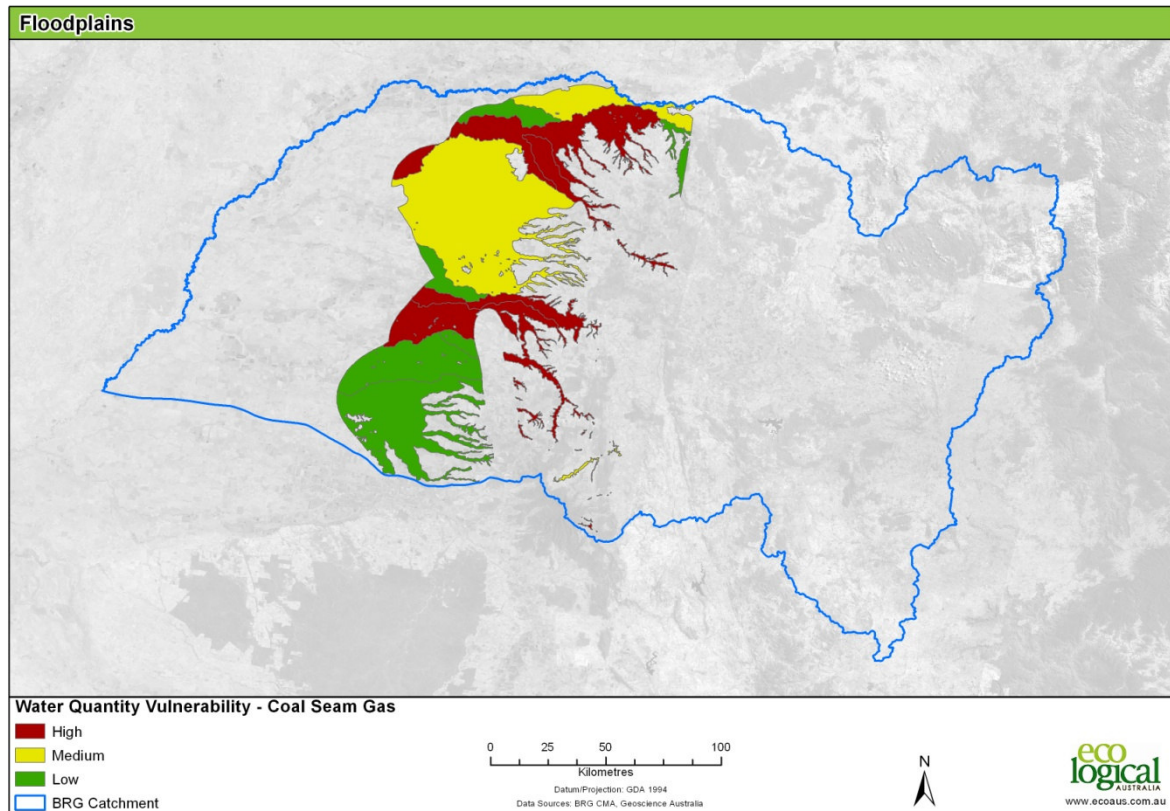 Floodplains
Water Quantity Vulnerability - Coal Seam Gas
High
Medium
Low
BRG Catchment
0 25 50 100
Kilometres
Datum/Projection: GDA 1994
Data Sources: BRG CMA, Geoscience Australia
N
eco
logical
AUSTRALIA
www.ecoaus.com.au